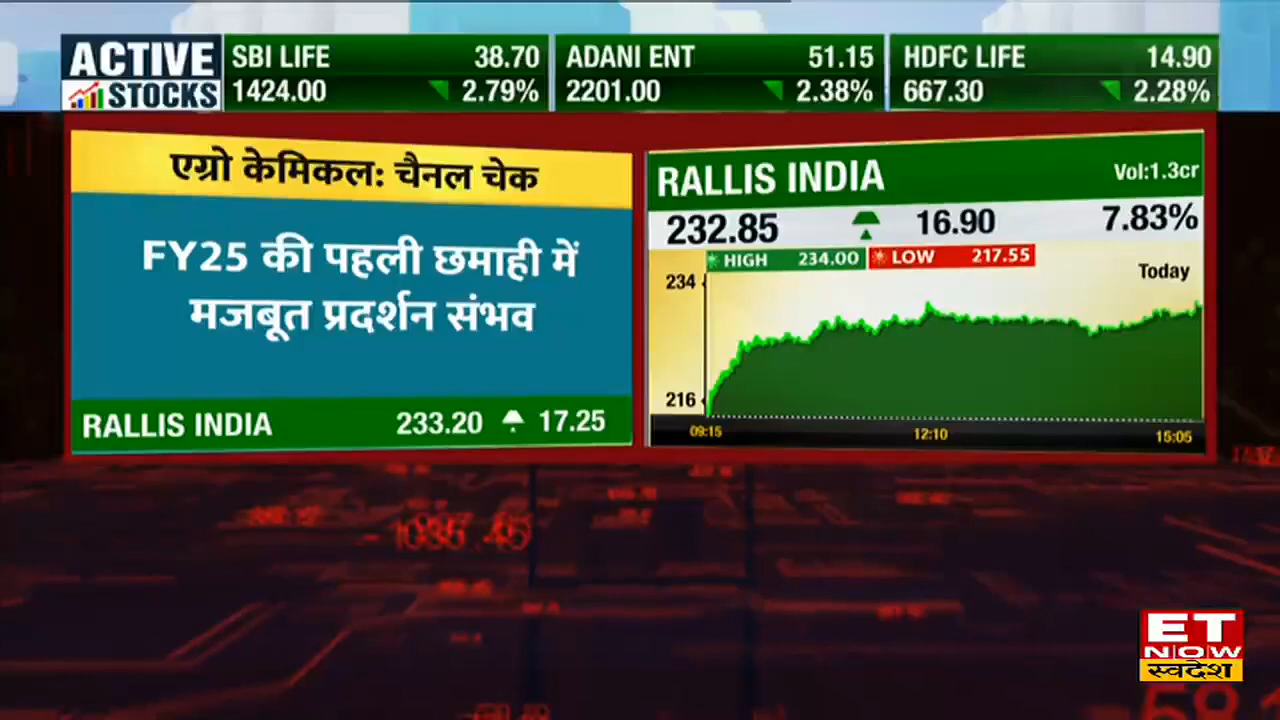 ACTIVE
STOCKS
SBI LIFE 38.70
1424.00 2.79%
ADANI ENT 51.15
2201.00 2.38%
HDFC LIFE 14.90
667.30 2.28%
एग्रो केमिकल: चैनल चेक
FY25 की पहली छमाही में
मजबूत प्रदर्शन संभव
RALLIS INDIA 233.20 17.25
RALLIS INDIA Vol:1.3cr
232.85 16.90 7.83%
HIGH 234.00 LOW 217.55
Today
234
216
09:15 12:10 15:05
ET
NOW
स्वदेश